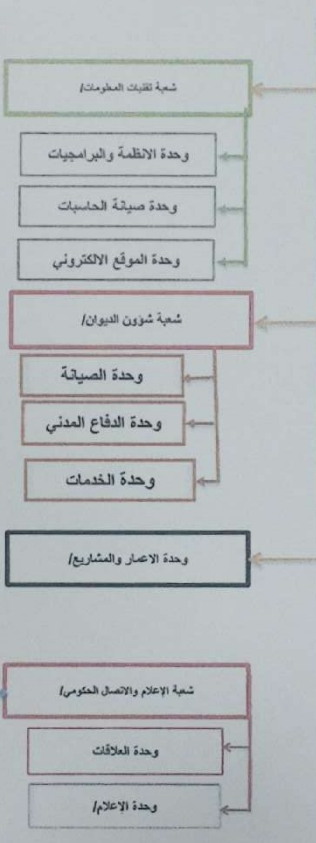 شعبة تقنيات المعلومات/
وحدة الانظمة والبرامجيات
وحدة صيانة الحاسبات
وحدة الموقع الالكتروني
شعبة شؤون الديوان/
وحدة الصيانة
وحدة الدفاع المدني
وحدة الخدمات
وحدة الاعمار والمشاريع/
شعبة الإعلام والاتصال الحكومي/
وحدة العلاقات
وحدة الإعلام/